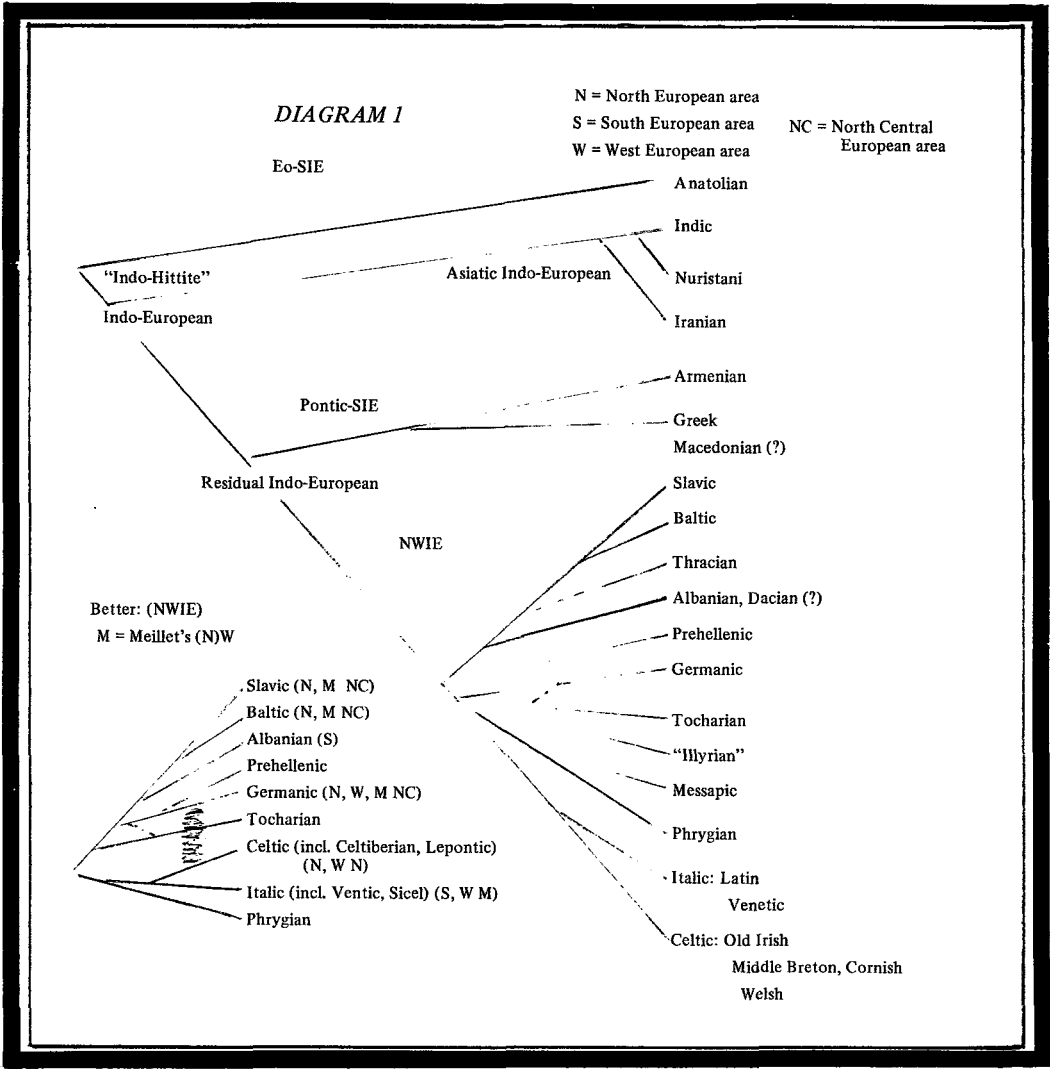 DIAGRAM 1
N = North European area
S = South European area
W = West European area
NC = North Central
European area
Eo-SIE
Anatolian
Indic
"Indo-Hittite"
Asiatic Indo-European
Nuristani
Indo-European
Iranian
Armenian
Pontic-SIE
Greek
Macedonian (?)
Residual Indo-European
Slavic
Baltic
NWIE
Thracian
Albanian, Dacian (?)
Prehellenic
Germanic
Tocharian
"Illyrian"
Messapic
Phrygian
Italic: Latin
Venetic
Celtic: Old Irish
Middle Breton, Cornish
Welsh
Better: (NWIE)
M = Meillet's (N)W
Slavic (N, M NC)
Baltic (N, M NC)
Albanian (S)
Prehellenic
Germanic (N, W, M NC)
Tocharian
Celtic (incl. Celtiberian, Lepontic)
(N, W N)
Italic (incl. Ventic, Sicel) (S, W M)
Phrygian